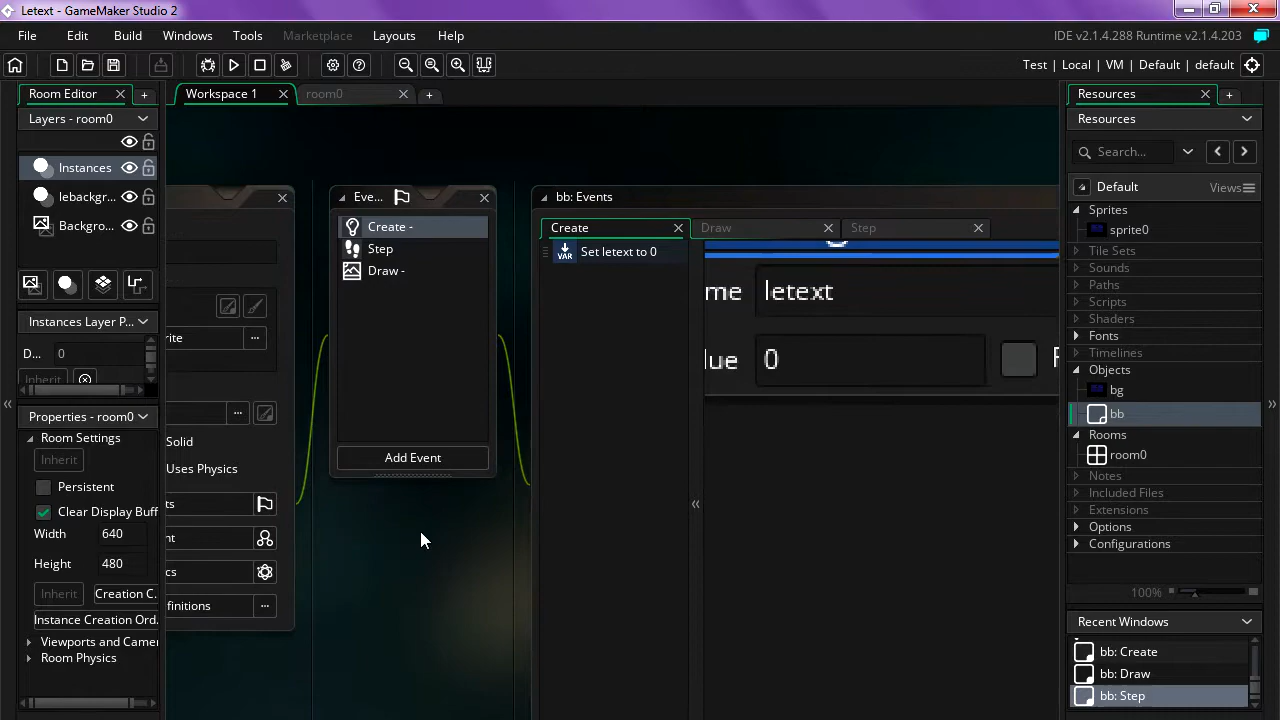 Letext - GameMaker Studio 2
File Edit Build Windows Tools Marketplace Layouts Help
IDE v2.1.4.288 Runtime v2.1.4.203
Test | Local | VM | Default | default
Room Editor
Workspace 1
room0
Resources
Layers - room0
Resources
Instances
lebackgr...
Backgro...
Search...
Default
Views
Sprites
sprite0
Tile Sets
Sounds
Paths
Scripts
Shaders
Fonts
Timelines
Objects
bg
bb
Rooms
room0
Notes
Included Files
Extensions
Options
Configurations
100%
Recent Windows
bb: Create
bb: Draw
bb: Step
Instances Layer P...
D... 0
Inherit
Properties - room0
Room Settings
Inherit
Persistent
Clear Display Buff
Width 640
Height 480
Inherit Creation C.
Instance Creation Ord.
Viewports and Camer
Room Physics
rite
Solid
Uses Physics
ts
nt
cs
finitions
Eve...
Create -
Step
Draw -
Add Event
bb: Events
Create Draw Step
VAR Set letext to 0
me letext
lue 0